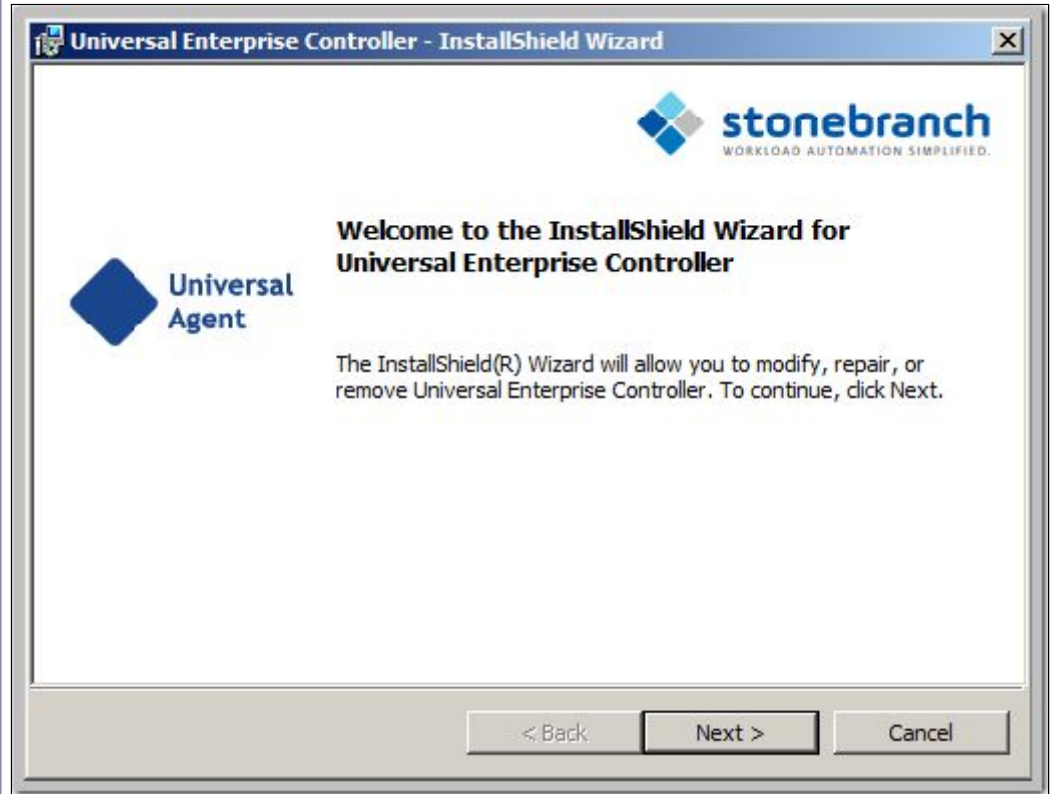 Universal Enterprise Controller - InstallShield Wizard
stonebranch
WORKLOAD AUTOMATION SIMPLIFIED.
Welcome to the InstallShield Wizard for
Universal Enterprise Controller
Universal
Agent
The InstallShield(R) Wizard will allow you to modify, repair, or
remove Universal Enterprise Controller. To continue, click Next.
< Back
Next >
Cancel